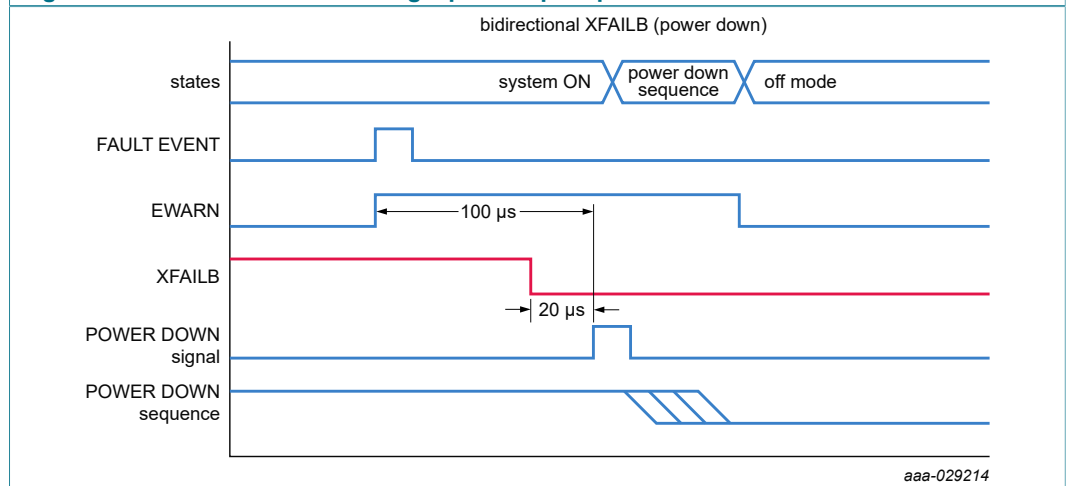 bidirectional XFAILB (power down)
states
system ON
power down
sequence
off mode
FAULT EVENT
EWARN
100 μs
XFAILB
20 μs
POWER DOWN
signal
POWER DOWN
sequence
aaa-029214